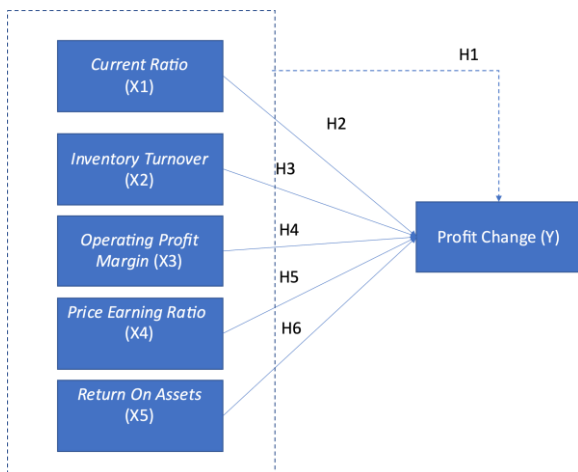 Current Ratio
(X1)
H1
H2
Inventory Turnover
(X2)
H3
Operating Profit
Margin (X3)
H4
Profit Change (Y)
Price Earning Ratio
(X4)
H5
H6
Return On Assets
(X5)